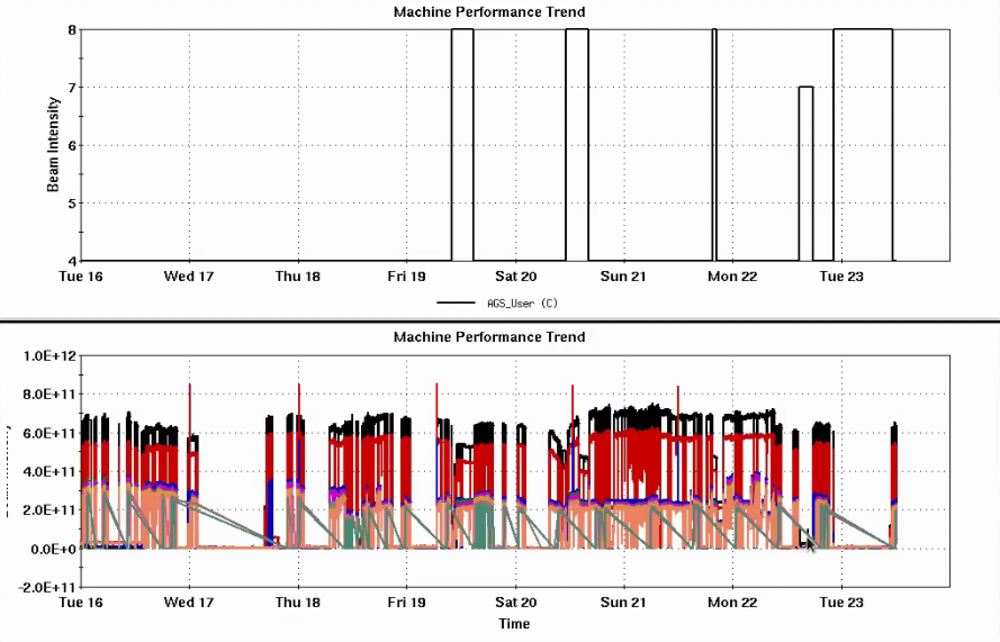 Machine Performance Trend
8
7
6
5
4
Beam Intensity
Tue 16 Wed 17 Thu 18 Fri 19 Sat 20 Sun 21 Mon 22 Tue 23
AGS_User (C)
Machine Performance Trend
1.0E+12
8.0E+11
6.0E+11
4.0E+11
2.0E+11
0.0E+0
-2.0E+11
Tue 16 Wed 17 Thu 18 Fri 19 Sat 20 Sun 21 Mon 22 Tue 23
Time